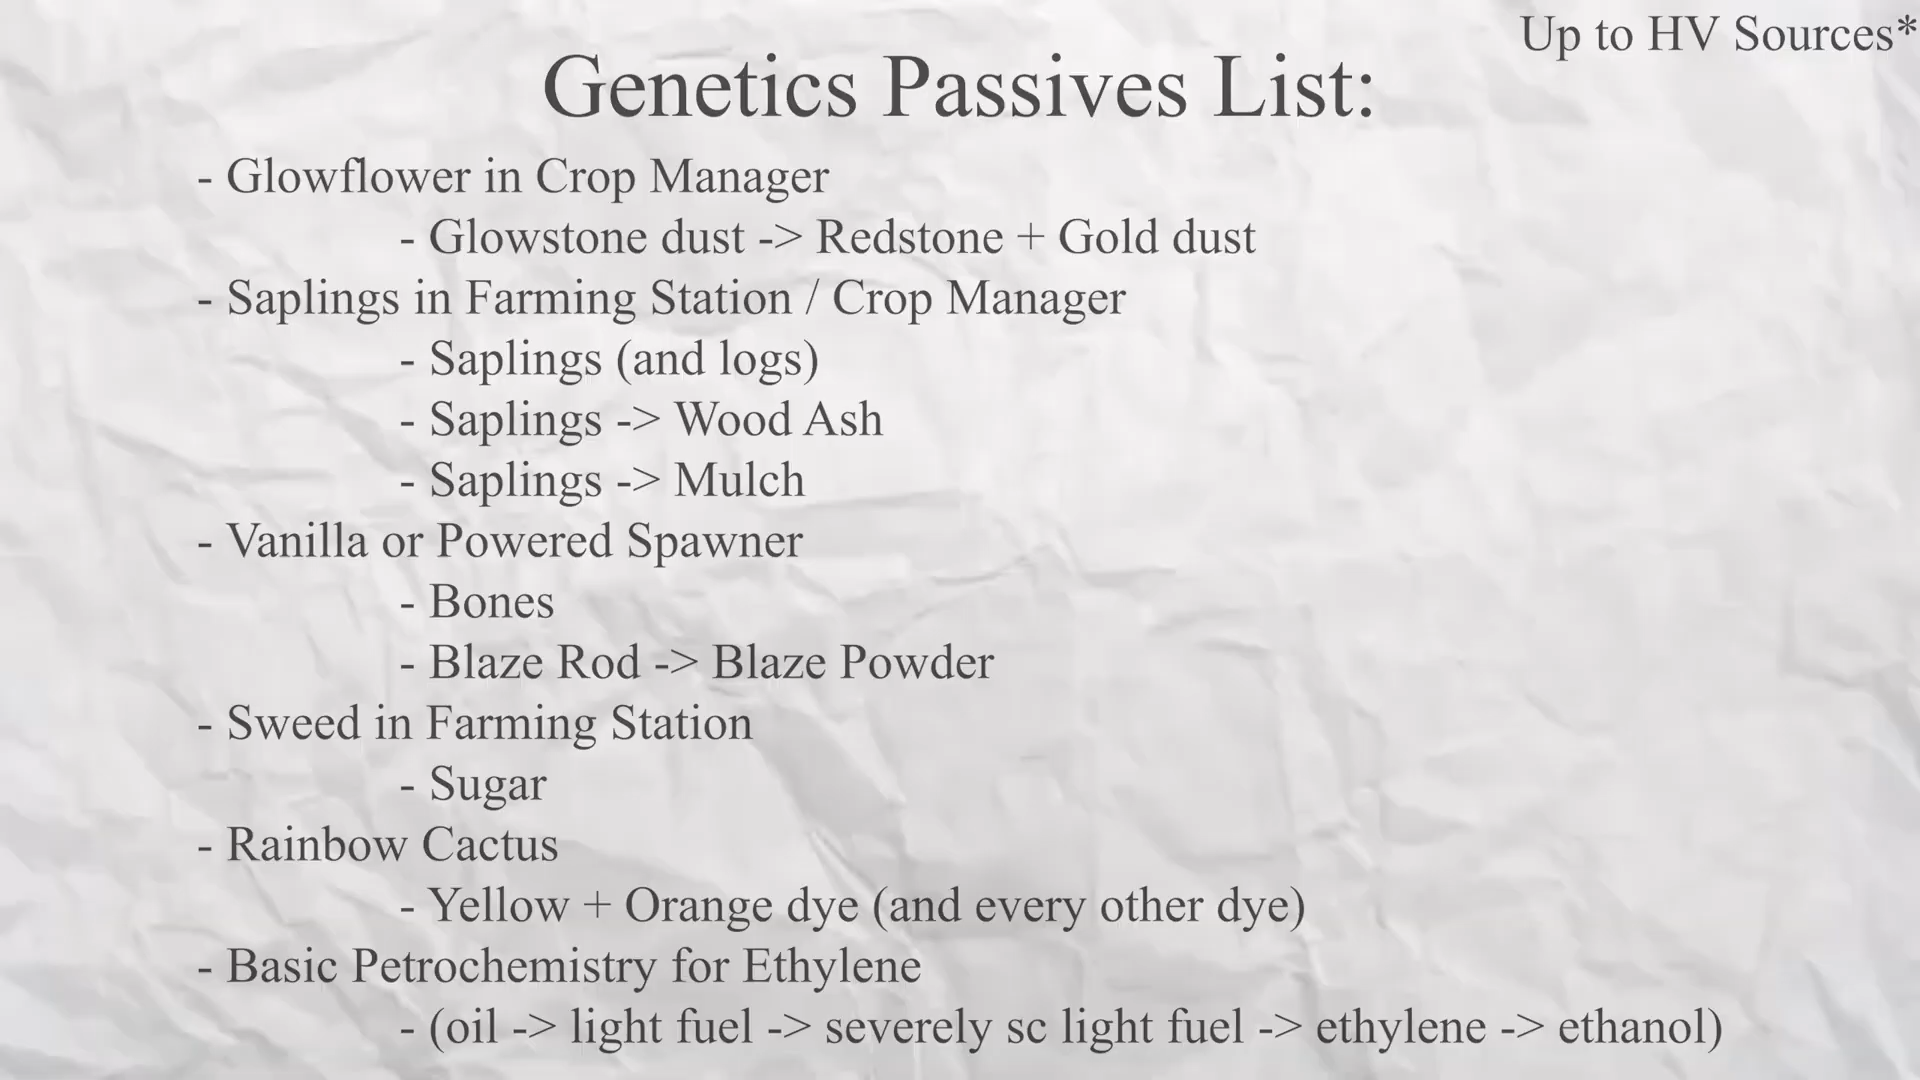 Up to HV Sources*
Genetics Passives List:
- Glowflower in Crop Manager
- Glowstone dust -> Redstone + Gold dust
- Saplings in Farming Station / Crop Manager
- Saplings (and logs)
- Saplings -> Wood Ash
- Saplings -> Mulch
- Vanilla or Powered Spawner
- Bones
- Blaze Rod -> Blaze Powder
- Sweed in Farming Station
- Sugar
- Rainbow Cactus
- Yellow + Orange dye (and every other dye)
- Basic Petrochemistry for Ethylene
- (oil -> light fuel -> severely sc light fuel -> ethylene -> ethanol)